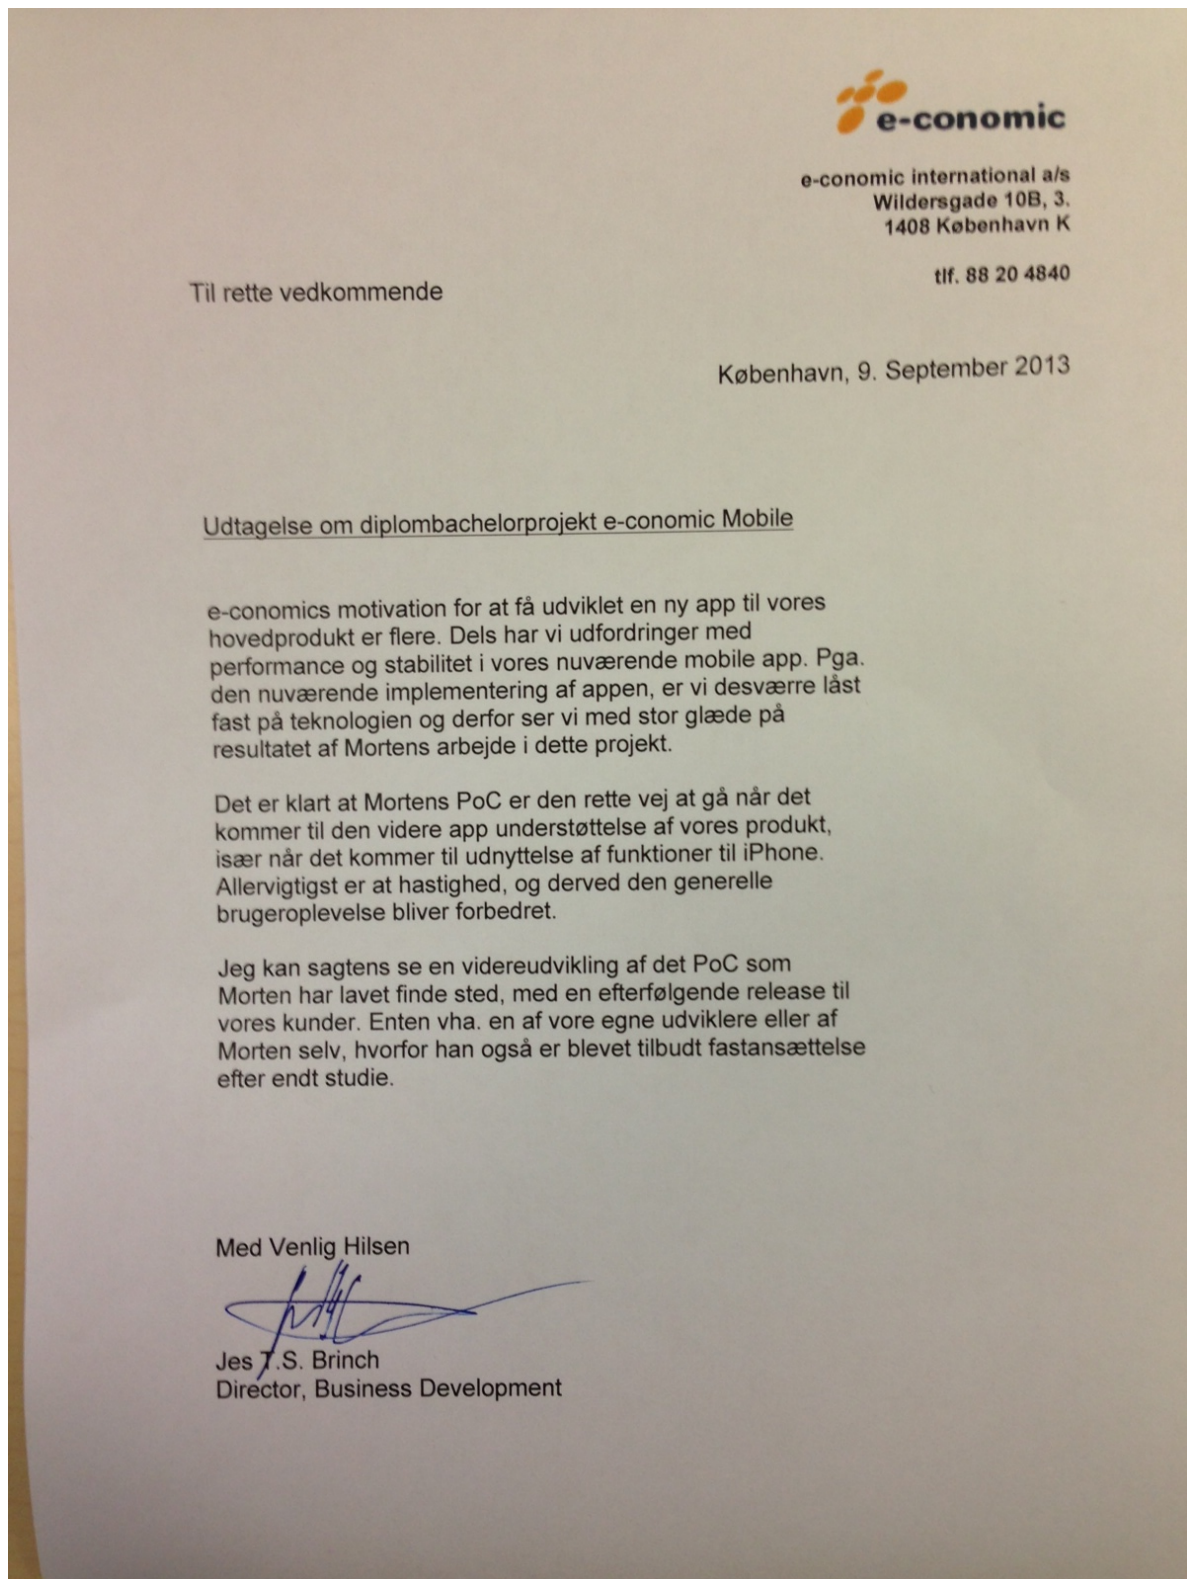 e-conomic
e-conomic international a/s
Wildersgade 10B, 3.
1408 København K
tlf. 88 20 4840
Til rette vedkommende
København, 9. September 2013
Udtagelse om diplombachelorprojekt e-conomic Mobile
e-conomics motivation for at få udviklet en ny app til vores
hovedprodukt er flere. Dels har vi udfordringer med
performance og stabilitet i vores nuværende mobile app. Pga.
den nuværende implementering af appen, er vi desværre låst
fast på teknologien og derfor ser vi med stor glæde på
resultatet af Mortens arbejde i dette projekt.
Det er klart at Mortens PoC er den rette vej at gå når det
kommer til den videre app understøttelse af vores produkt,
især når det kommer til udnyttelse af funktioner til iPhone.
Allervigtigst er at hastighed, og derved den generelle
brugeroplevelse bliver forbedret.
Jeg kan sagtens se en videreudvikling af det PoC som
Morten har lavet finde sted, med en efterfølgende release til
vores kunder. Enten vha. en af vore egne udviklere eller af
Morten selv, hvorfor han også er blevet tilbudt fastansættelse
efter endt studie.
Med Venlig Hilsen
Jes T.S. Brinch
Director, Business Development